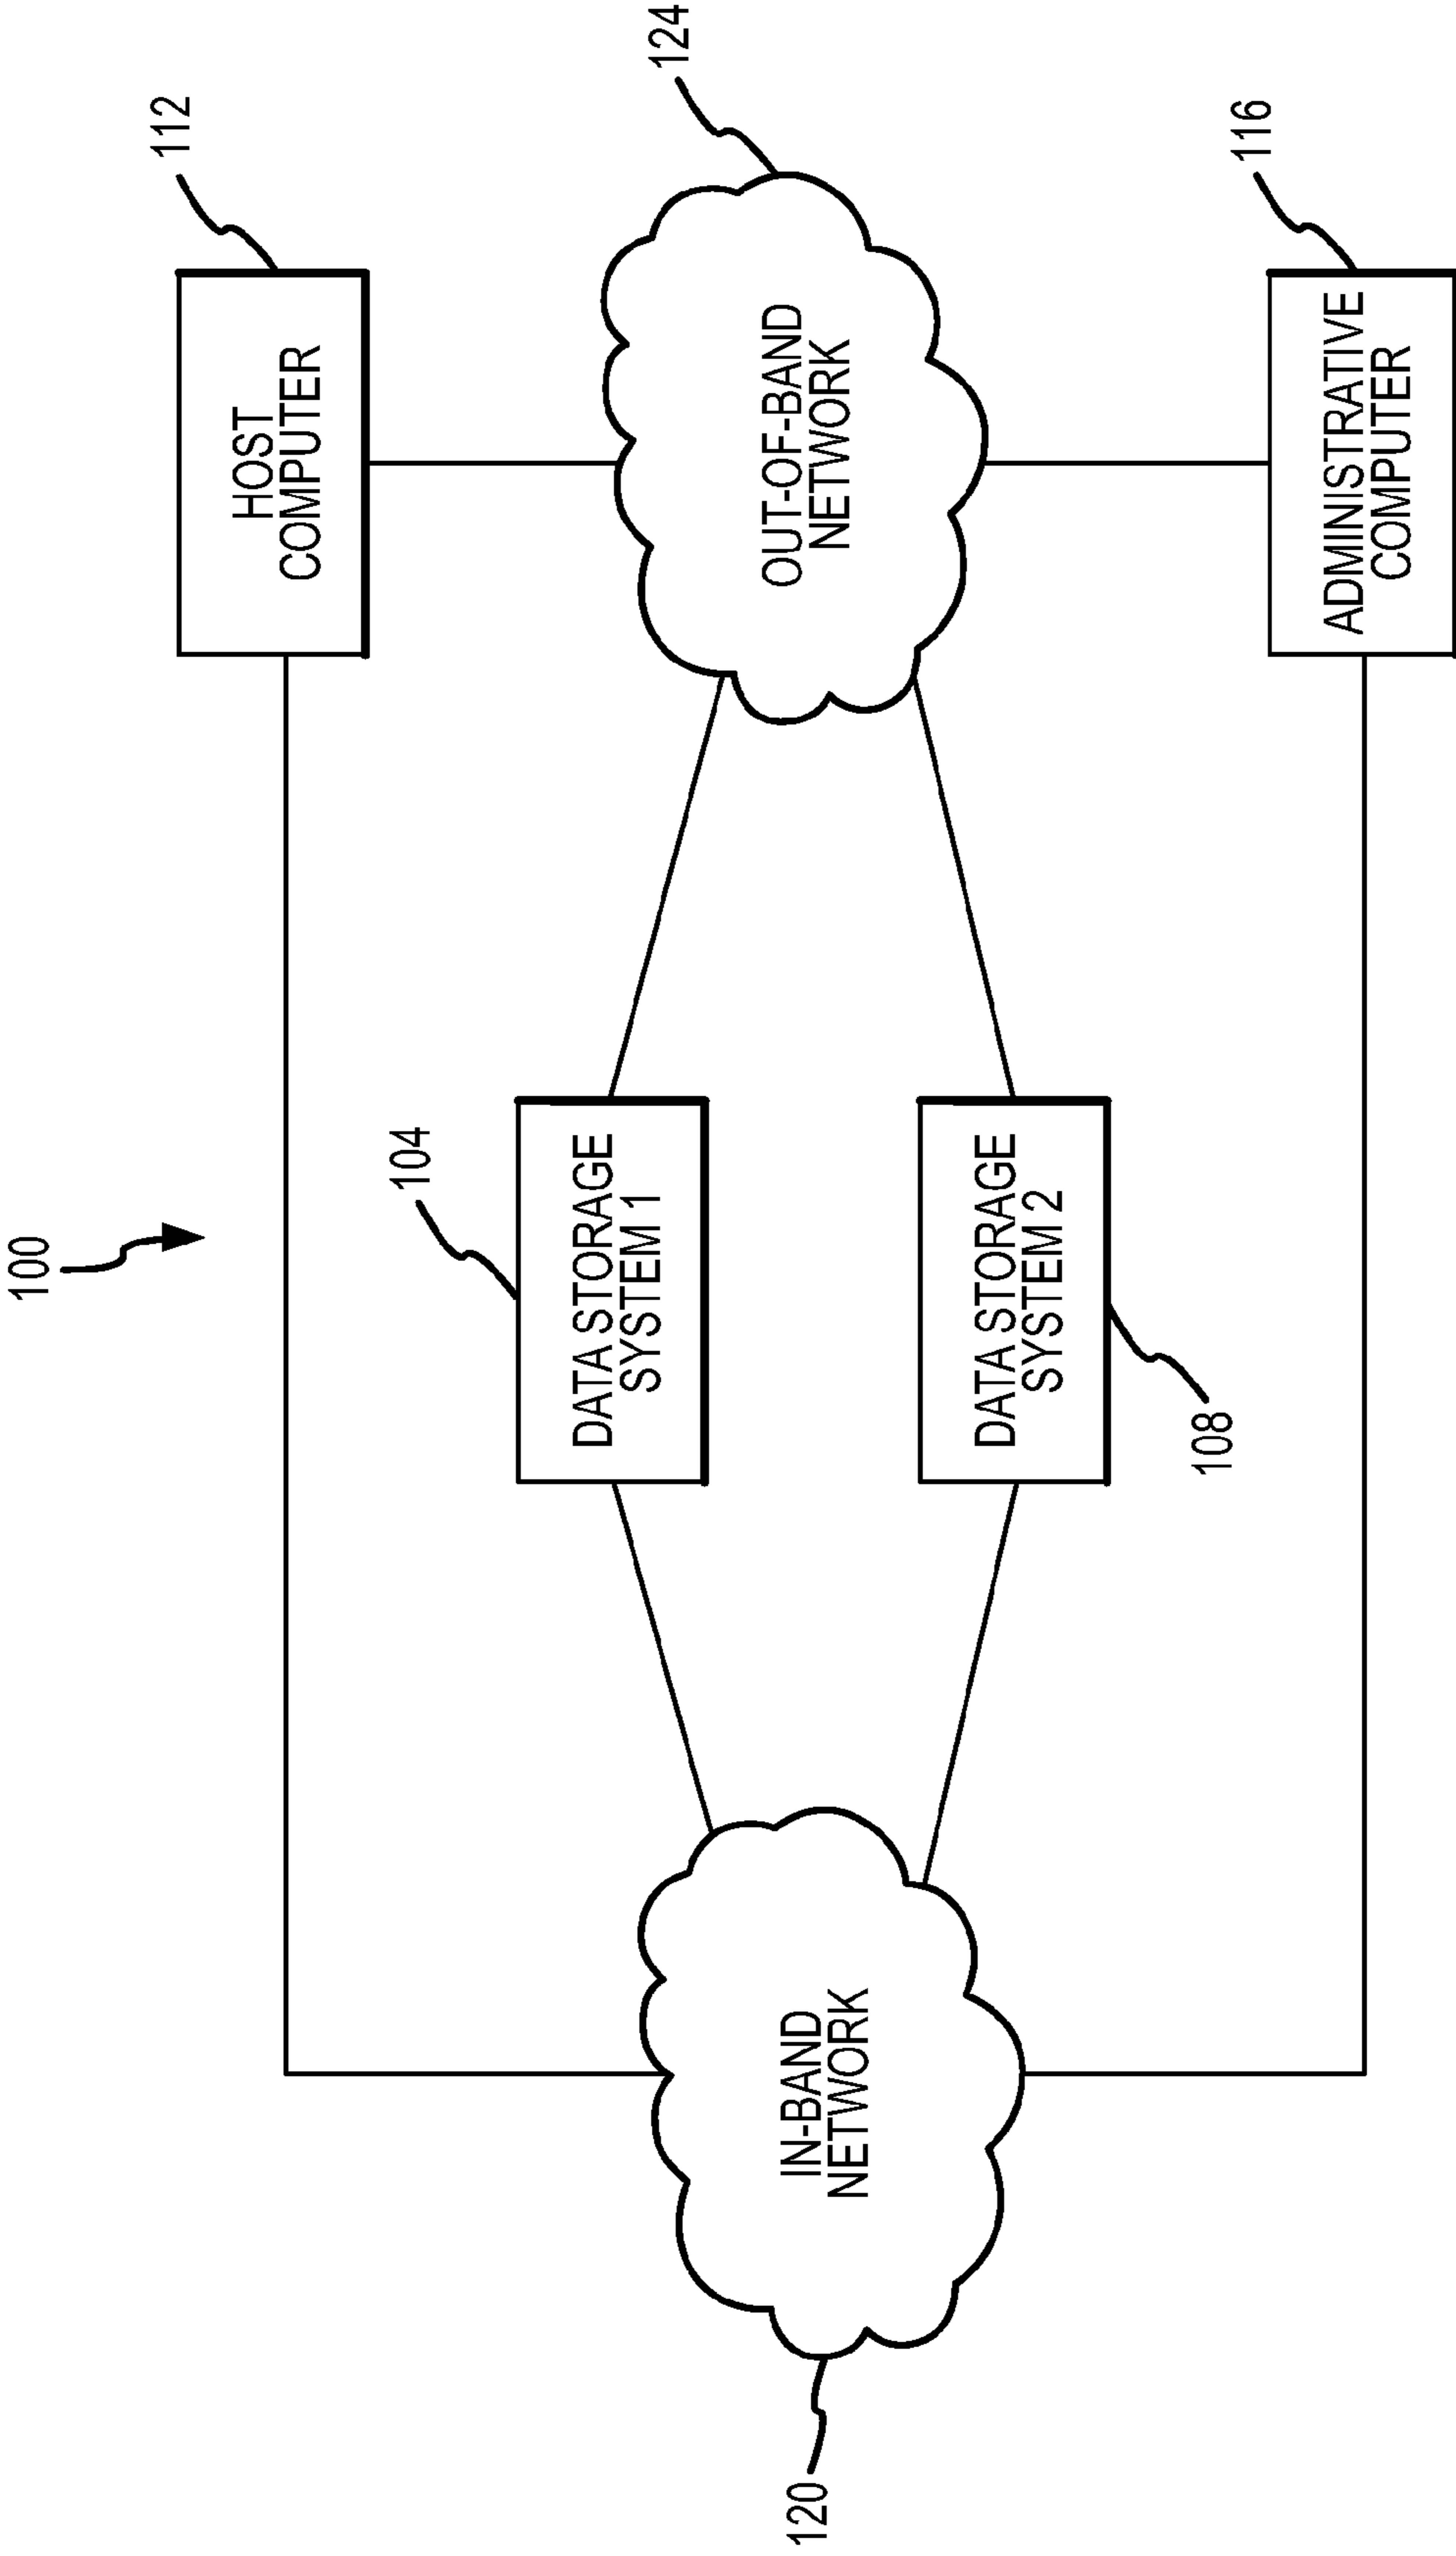 100
112
HOST
COMPUTER
104
DATA STORAGE
SYSTEM 1
124
120
IN-BAND
NETWORK
OUT-OF-BAND
NETWORK
DATA STORAGE
SYSTEM 2
108
116
ADMINISTRATIVE
COMPUTER